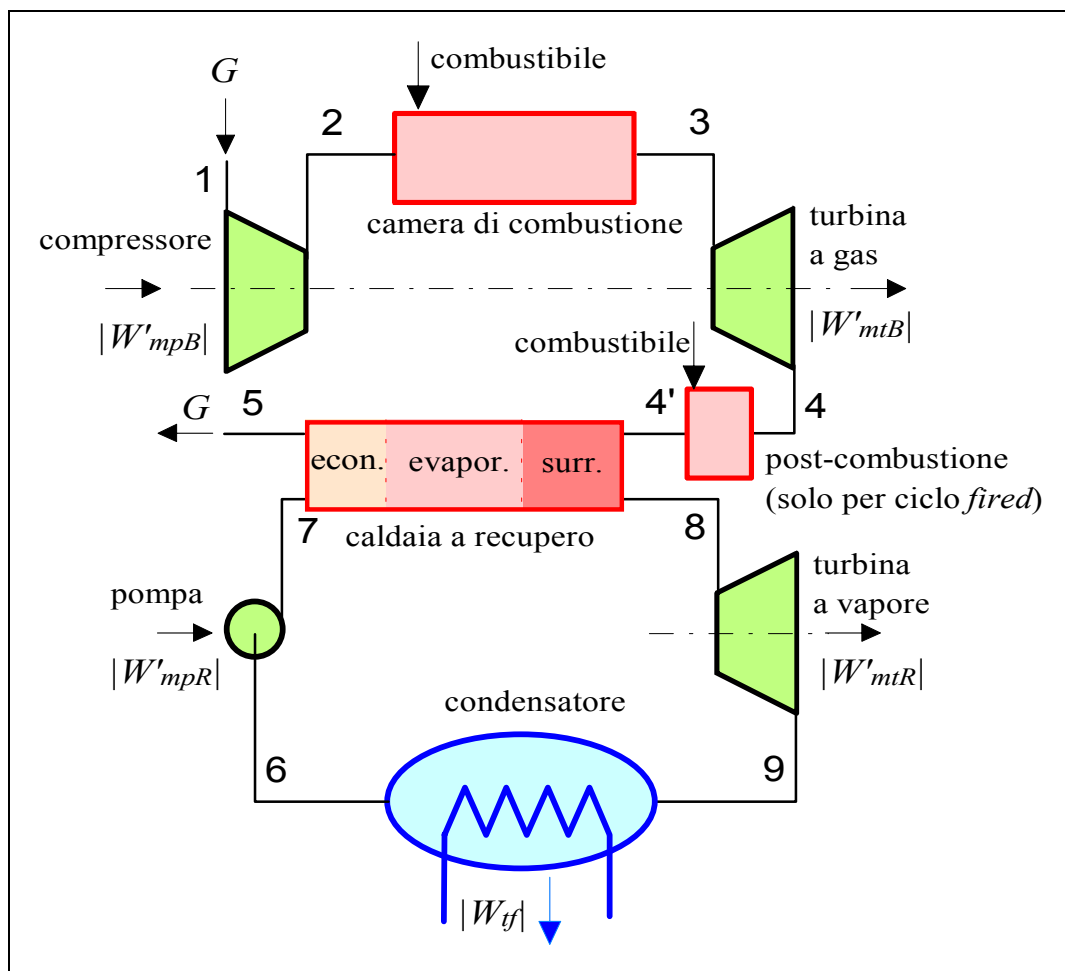 combustibile
G
2
3
1
camera di combustione
turbina
a gas
compressore
|W'mpB|
|W'mtB|
combustibile
5
4'
4
G
econ.
evapor.
surr.
post-combustione
(solo per ciclo fired)
7
caldaia a recupero
8
pompa
turbina
a vapore
|W'mpR|
|W'mtR|
condensatore
6
9
|Wtf|